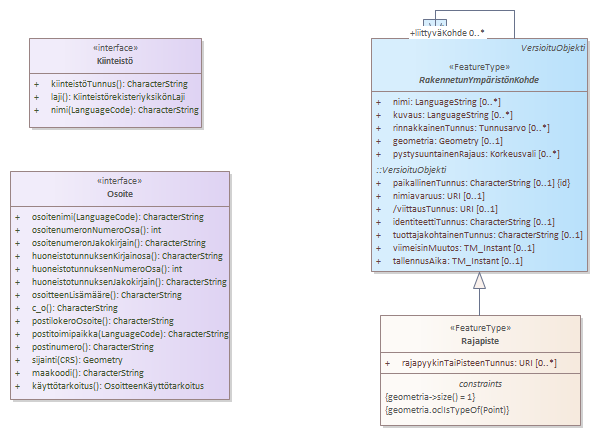 «interface»
Kiinteistö
+ kiinteistöTunnus(): CharacterString
+ laji(): KiinteistörekisteriyksikönLaji
+ nimi(LanguageCode): CharacterString
«interface»
Osoite
+ osoitenimi(LanguageCode): CharacterString
+ osoitenumeronNumeroOsa(): int
+ osoitenumeronJakokirjain(): CharacterString
+ huoneistotunnuksenKirjainosa(): CharacterString
+ huoneistotunnuksenNumeroOsa(): int
+ huoneistotunnuksenJakokirjain(): CharacterString
+ osoitteenLisämääre(): CharacterString
+ c_o(): CharacterString
+ postilokeroOsoite(): CharacterString
+ postitoimipaikka(LanguageCode): CharacterString
+ postinumero(): CharacterString
+ sijainti(CRS): Geometry
+ maakoodi(): CharacterString
+ käyttötarkoitus(): OsoitteenKäyttötarkoitus
+liittyväKohde 0..*
VersioituObjekti
«FeatureType»
RakennetunYmpäristönKohde
+ nimi: LanguageString [0..*]
+ kuvaus: LanguageString [0..*]
+ rinnakkainenTunnus: Tunnusarvo [0..*]
+ geometria: Geometry [0..1]
+ pystysuuntainenRajaus: Korkeusvali [0..*]
::VersioituObjekti
+ paikallinenTunnus: CharacterString [0..1] {id}
+ nimiavaruus: URI [0..1]
+ /viittausTunnus: URI [0..1]
+ identiteettiTunnus: CharacterString [0..1]
+ tuottajakohtainenTunnus: CharacterString [0..1]
+ viimeisinMuutos: TM_Instant [0..1]
+ tallennusAika: TM_Instant [0..1]
«FeatureType»
Rajapiste
+ rajapyykinTaiPisteenTunnus: URI [0..*]
constraints
{geometria->size() = 1}
{geometria.oclIsTypeOf(Point)}